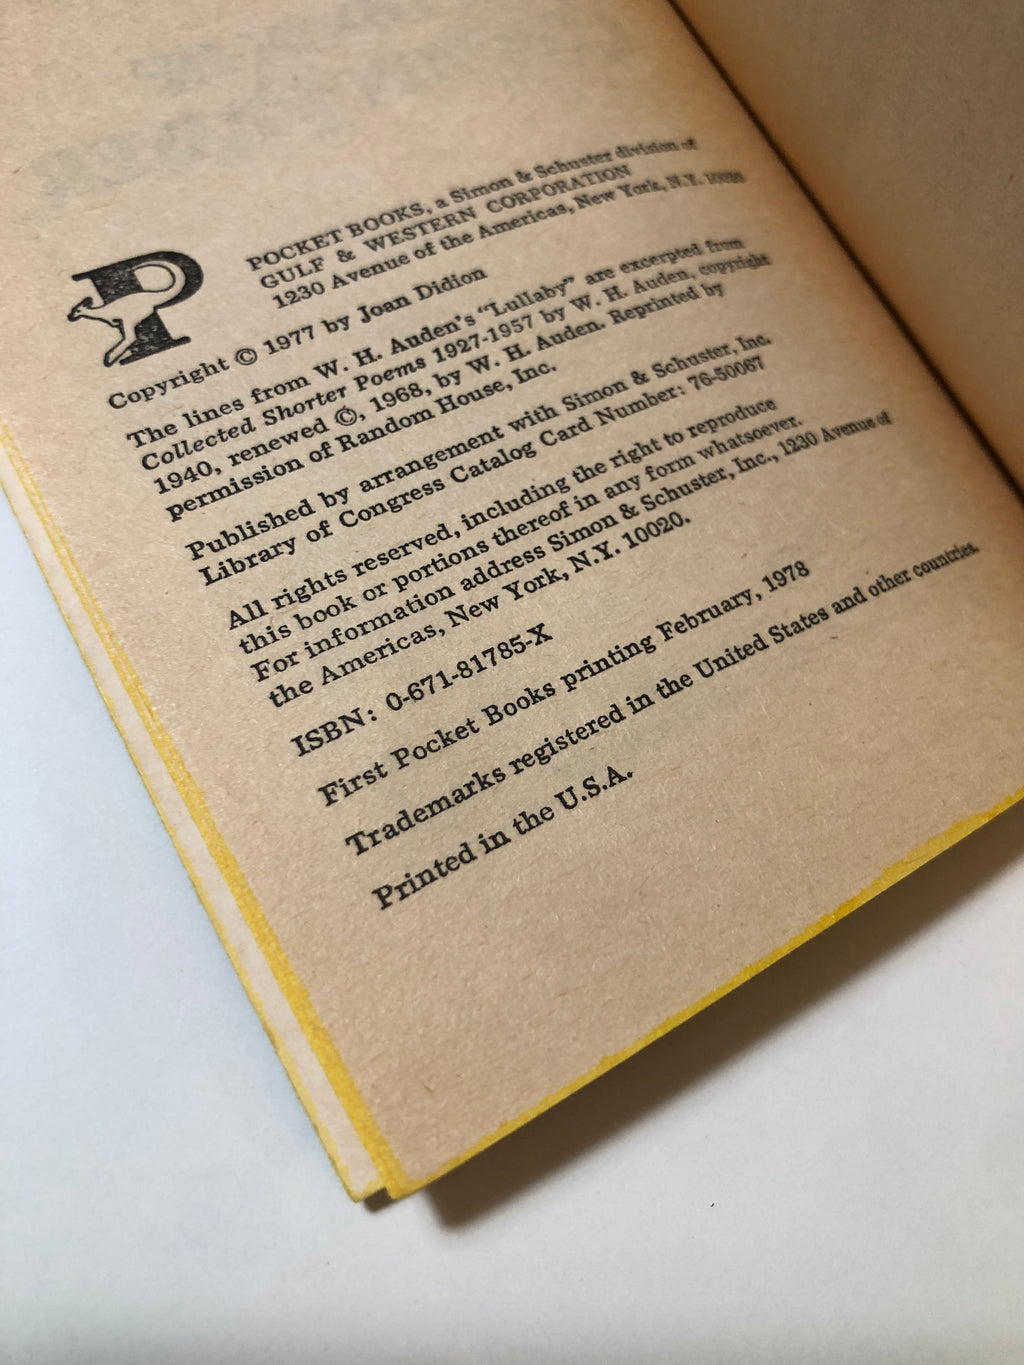 POCKET BOOKS, a Simon & Schuster division of
GULF & WESTERN CORPORATION
1230 Avenue of the Americas, New York, N.Y. 10020
Copyright © 1977 by Joan Didion
The lines from W. H. Auden's “Lullaby” are excerpted from
Collected Shorter Poems 1927-1957 by W. H. Auden, copyright
1940, renewed ©, 1968, by W. H. Auden. Reprinted by
permission of Random House, Inc.
Published by arrangement with Simon & Schuster, Inc.
Library of Congress Catalog Card Number: 76-50067
All rights reserved, including the right to reproduce
this book or portions thereof in any form whatsoever.
For information address Simon & Schuster, Inc., 1230 Avenue of
the Americas, New York, N.Y. 10020.
ISBN: 0-671-81785-X
First Pocket Books printing February, 1978
Trademarks registered in the United States and other countries.
Printed in the U.S.A.